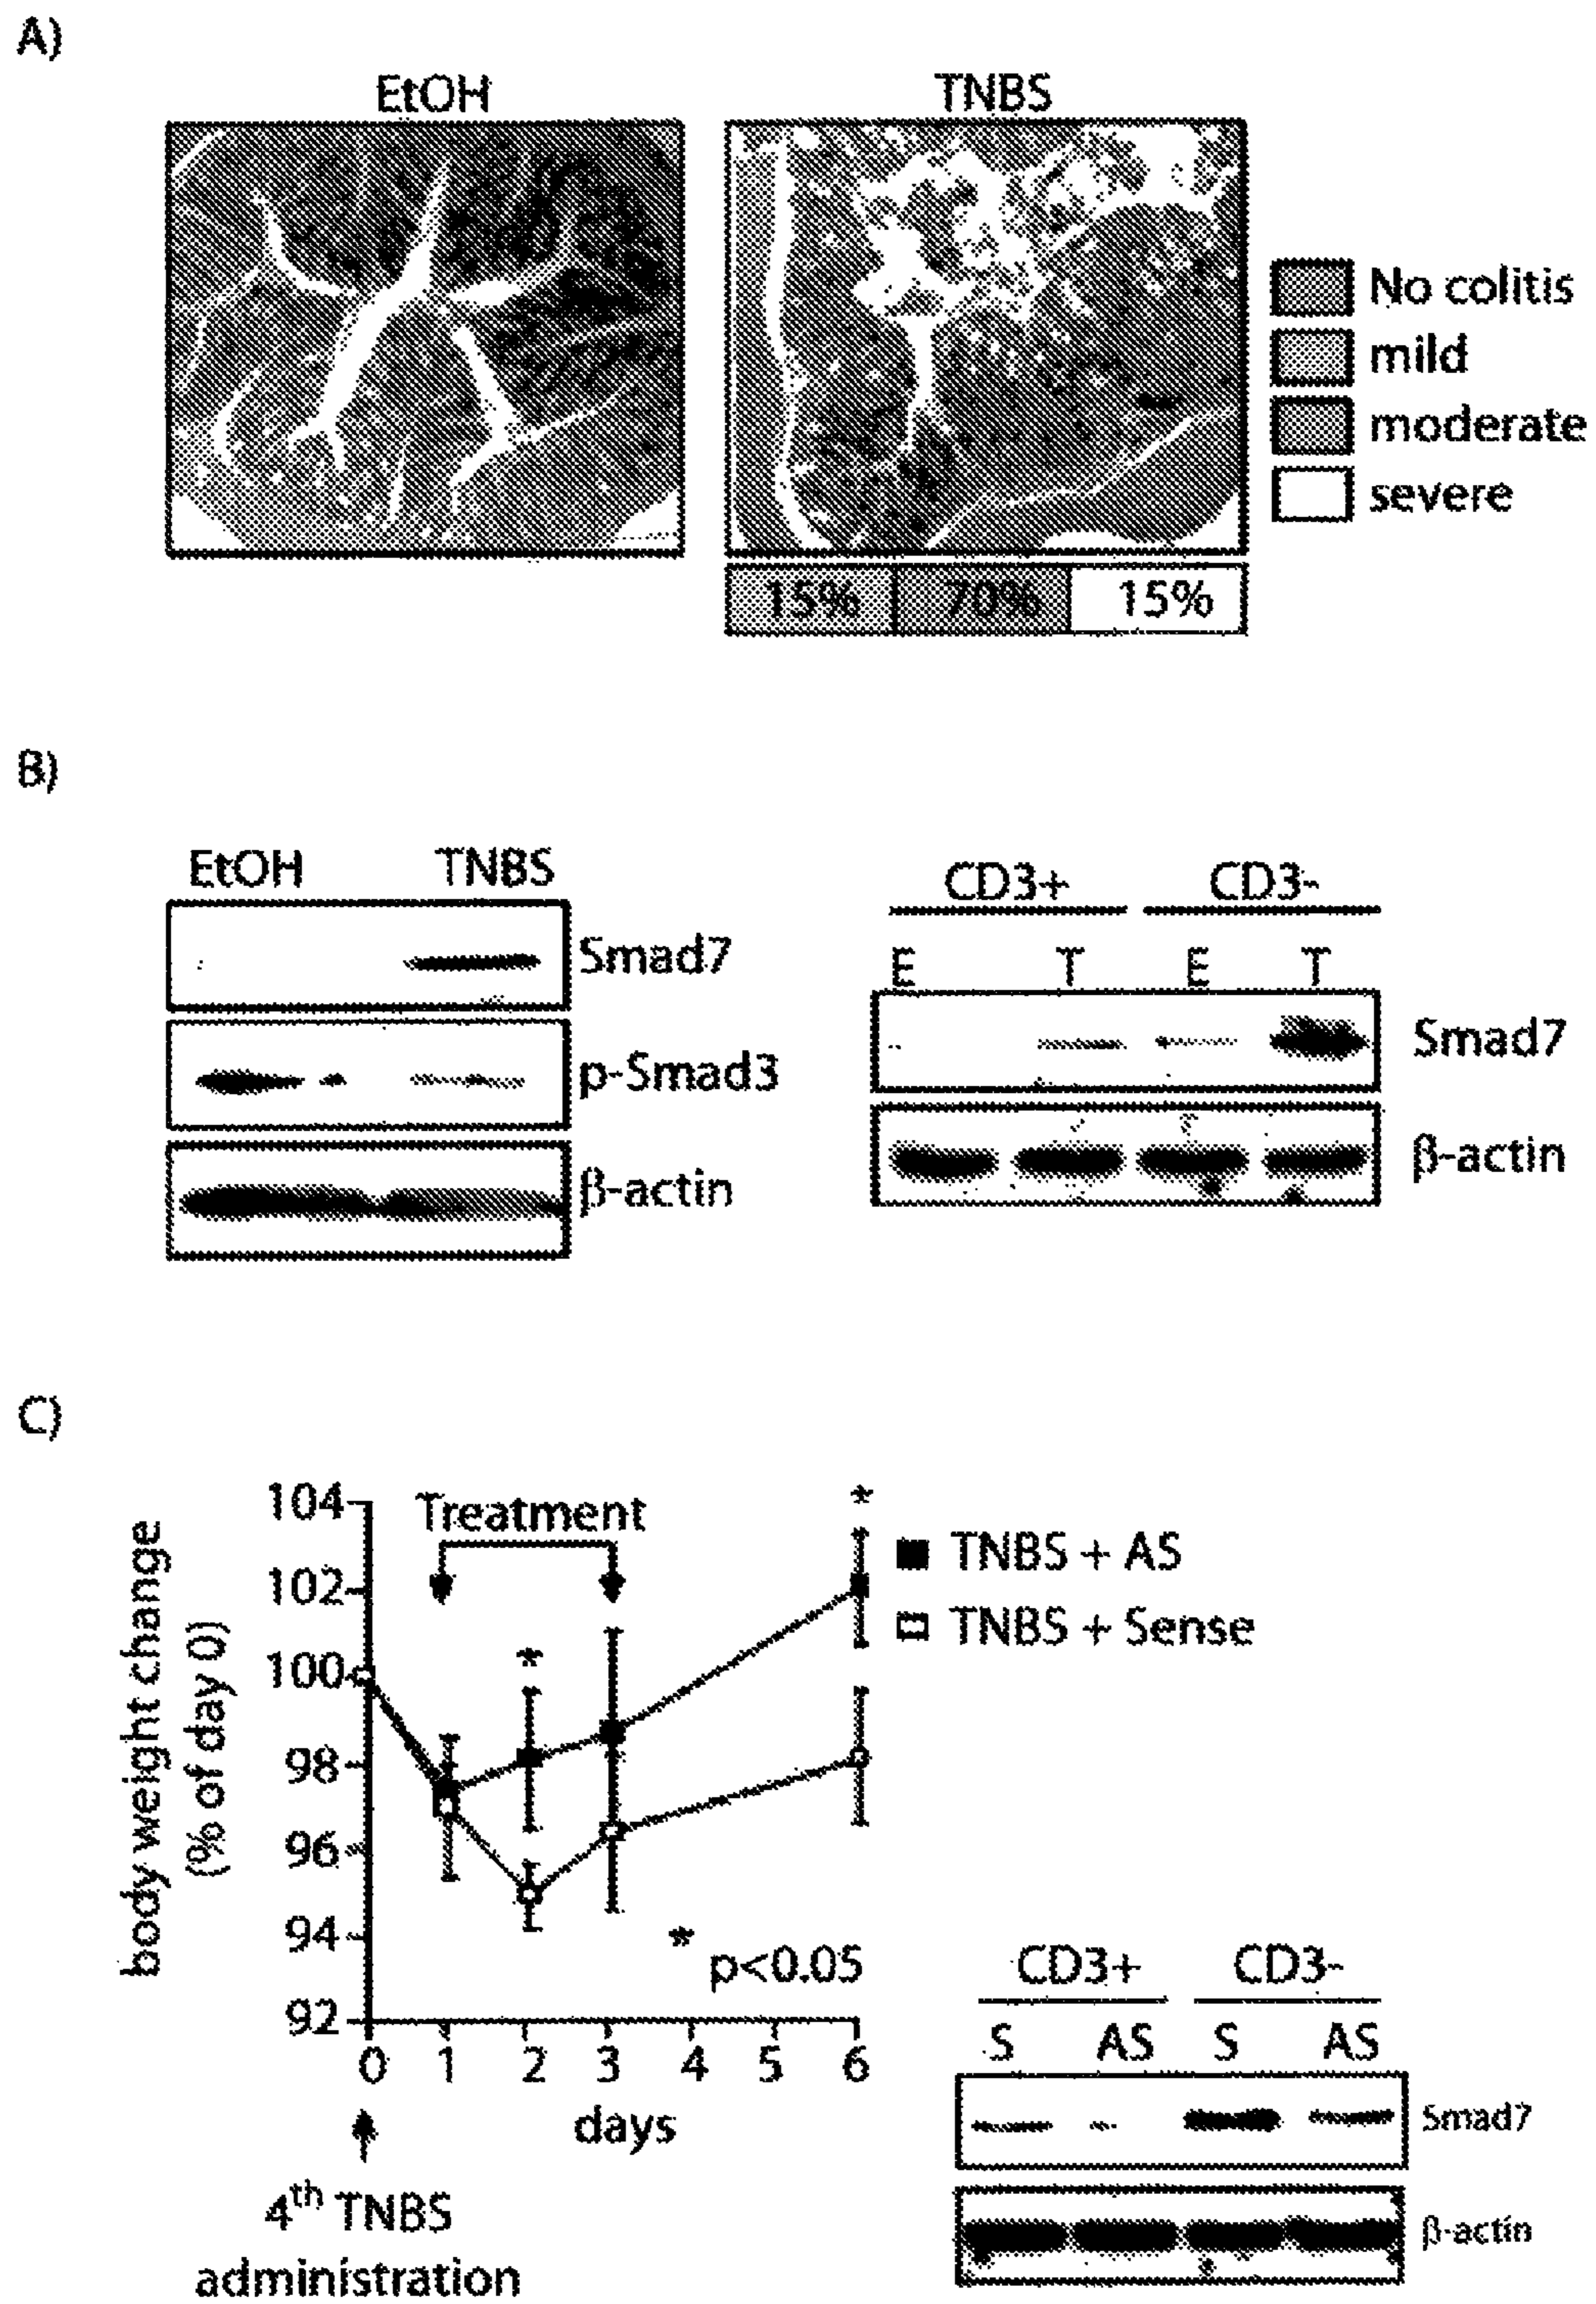 A)
EtOH
TNBS
No colitis
mild
moderate
severe
15% 70% 15%
B)
EtOH TNBS
Smad7
p-Smad3
β-actin
CD3+ CD3-
E T E T
Smad7
β-actin
C)
body weight change
(% of day 0)
104
102
100
98
96
94
92
Treatment
*
*
TNBS + AS
TNBS + Sense
* p<0.05
0 1 2 3 4 5 6
days
4th TNBS
administration
CD3+ CD3-
S AS S AS
Smad7
β-actin